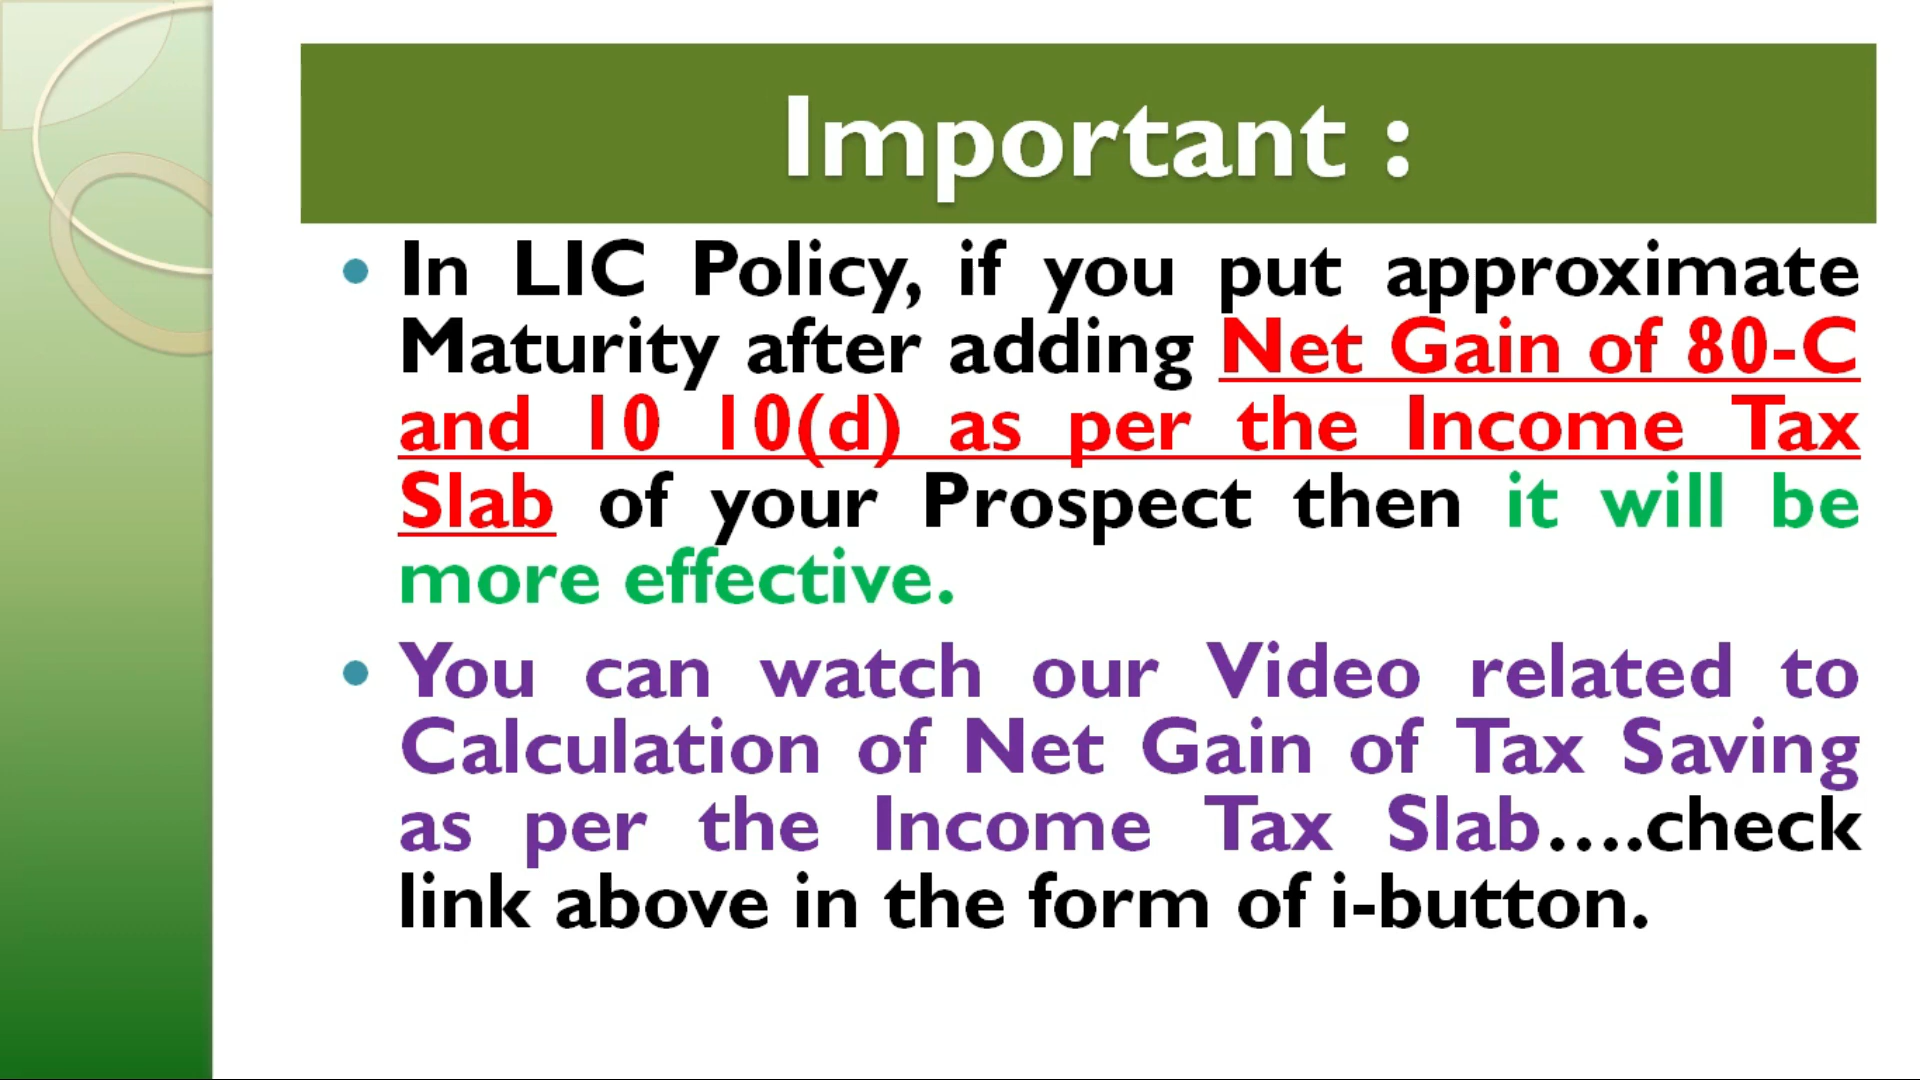 Important :
In LIC Policy, if you put approximate
Maturity after adding Net Gain of 80-C
and 10 10(d) as per the Income Tax
Slab of your Prospect then it will be
more effective.
You can watch our Video related to
Calculation of Net Gain of Tax Saving
as per the Income Tax Slab….check
link above in the form of i-button.